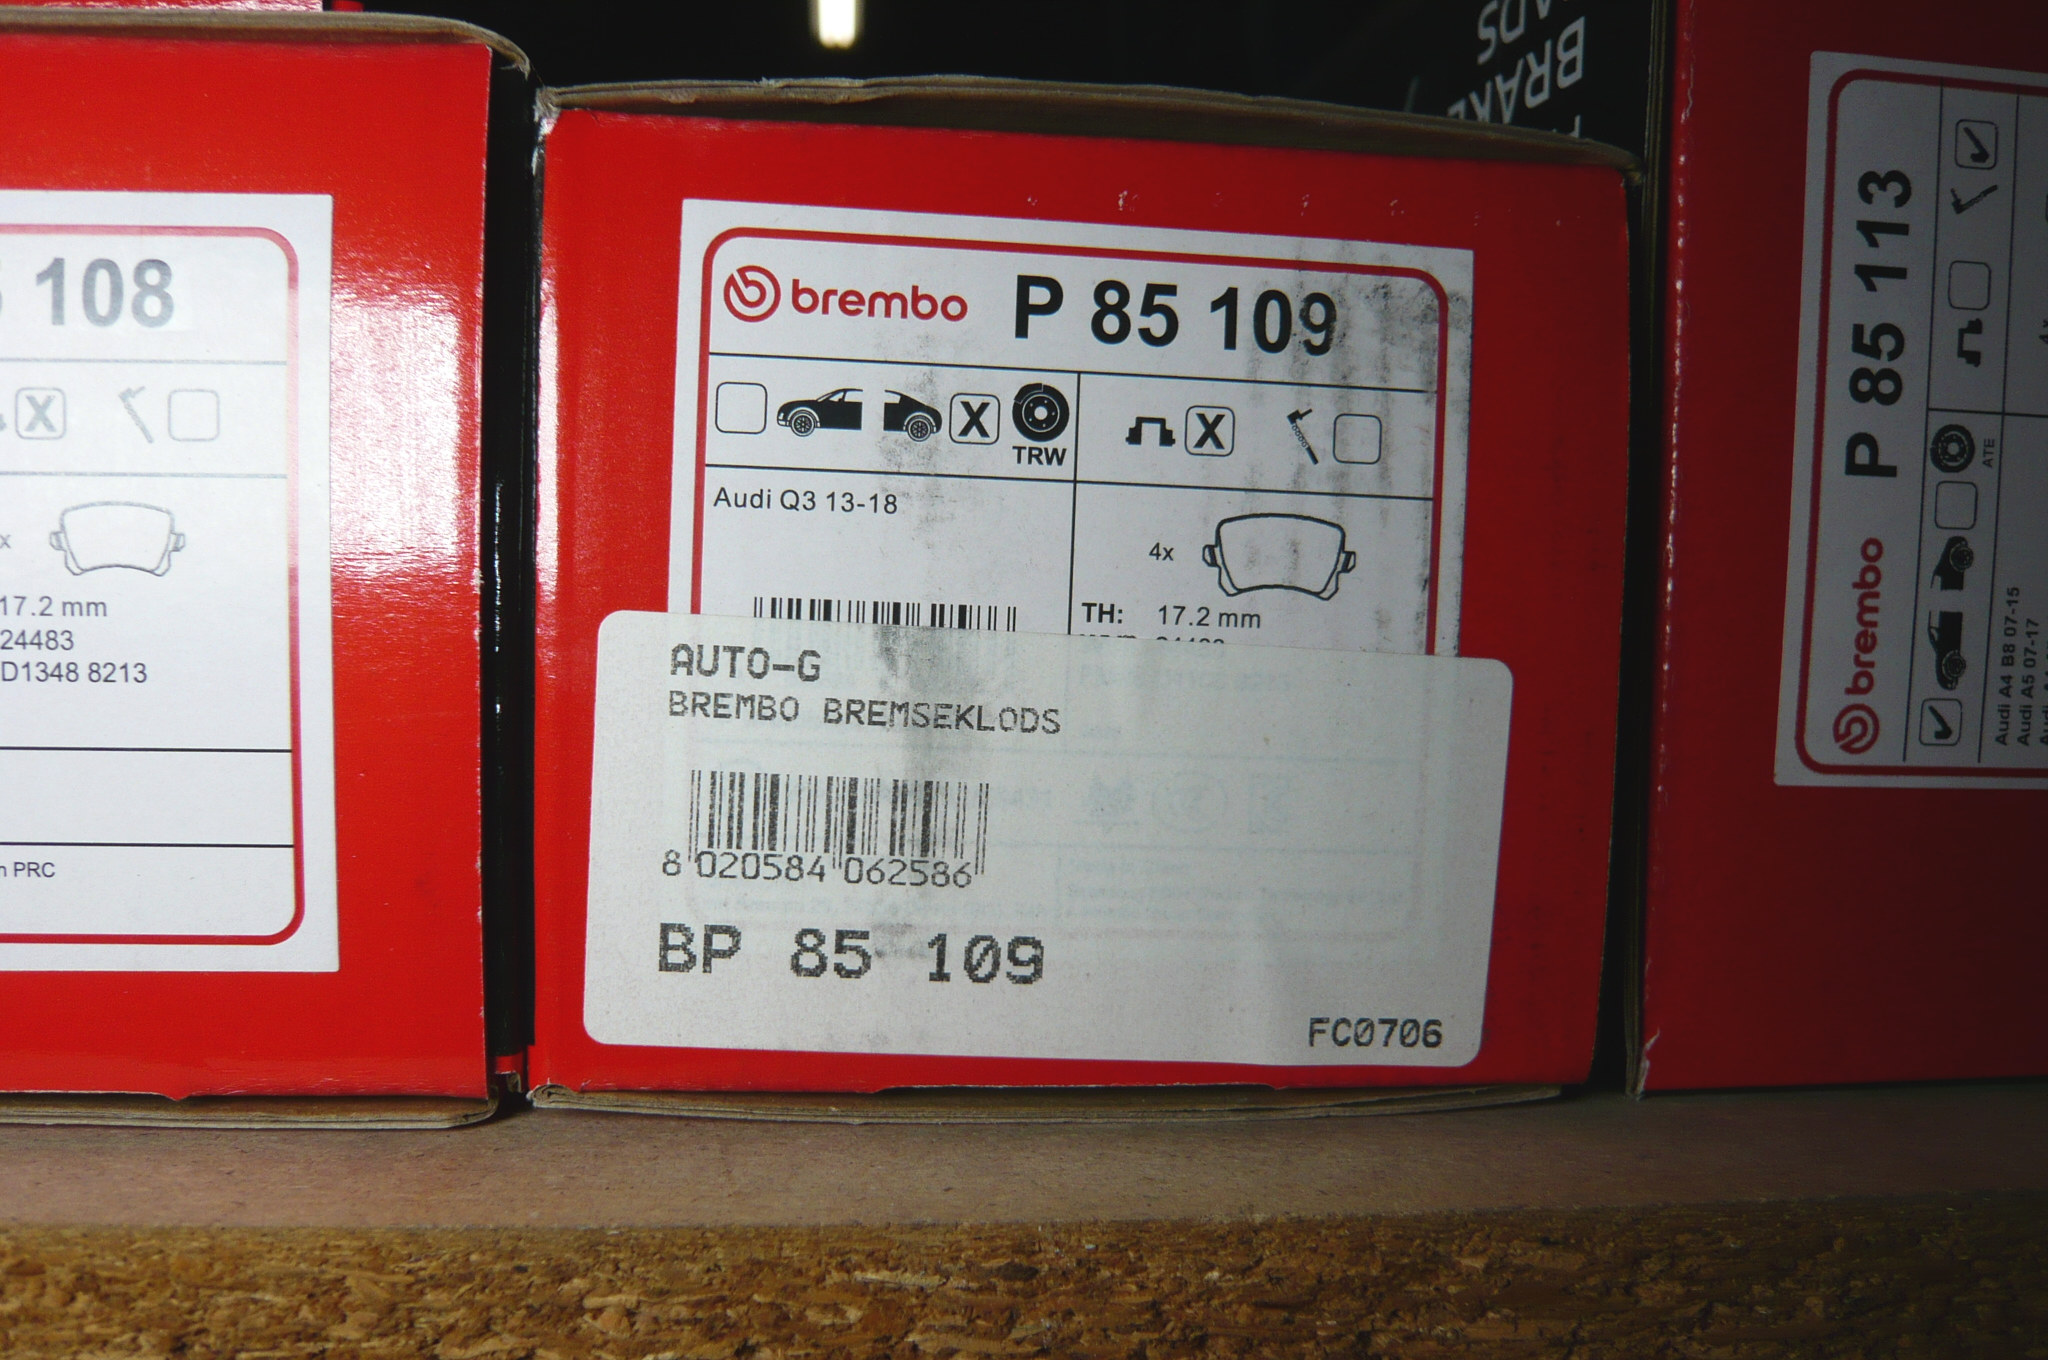 108
X
17.2 mm
24483
D1348 8213
PRC
brembo P 85 109
X
TRW
X
Audi Q3 13-18
4x
TH: 17.2 mm
AUTO-G
BREMBO BREMSEKLODS
8 020584 062586
BP 85 109
FC0706
BRAKE
brembo P 85 113
ATE
Audi A4 B8 07-15
Audi A5 07-17